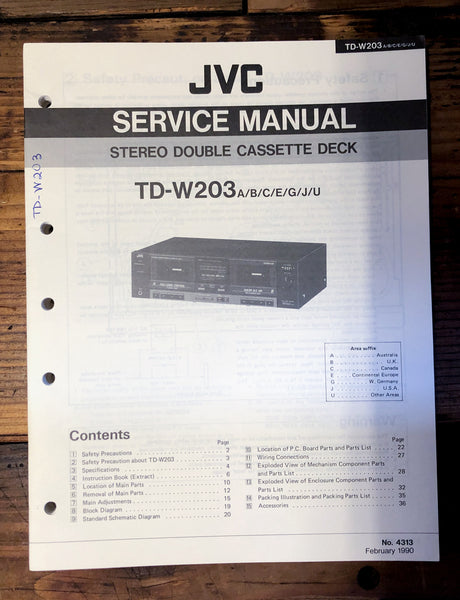 TD-W203 A/B/C/E/G/J/U
JVC
SERVICE MANUAL
STEREO DOUBLE CASSETTE DECK
TD-W203
TD-W203 A/B/C/E/G/J/U
JVC
Area suffix
A . . . . . . . . . . Australia
B . . . . . . . . . . U.K.
C . . . . . . . . . . Canada
E . . . . Continental Europe
G . . . . . . . W. Germany
J . . . . . . . . . . U.S.A.
U . . . . . . . Other Areas
Contents
Page
1 Safety Precautions 2
2 Safety Precaution about TD-W203 3
3 Specifications 4
4 Instruction Book (Extract) 6
5 Location of Main Parts 10
6 Removal of Main Parts 12
7 Main Adjustments 15
8 Block Diagram 19
9 Standard Schematic Diagram 20
Page
10 Location of P.C. Board Parts and Parts List 22
11 Wiring Connections 27
12 Exploded View of Mechanism Component Parts
and Parts List 28
13 Exploded View of Enclosure Component Parts and
Parts List 32
14 Packing Illustration and Packing Parts List 35
15 Accessories 36
No. 4313
February 1990